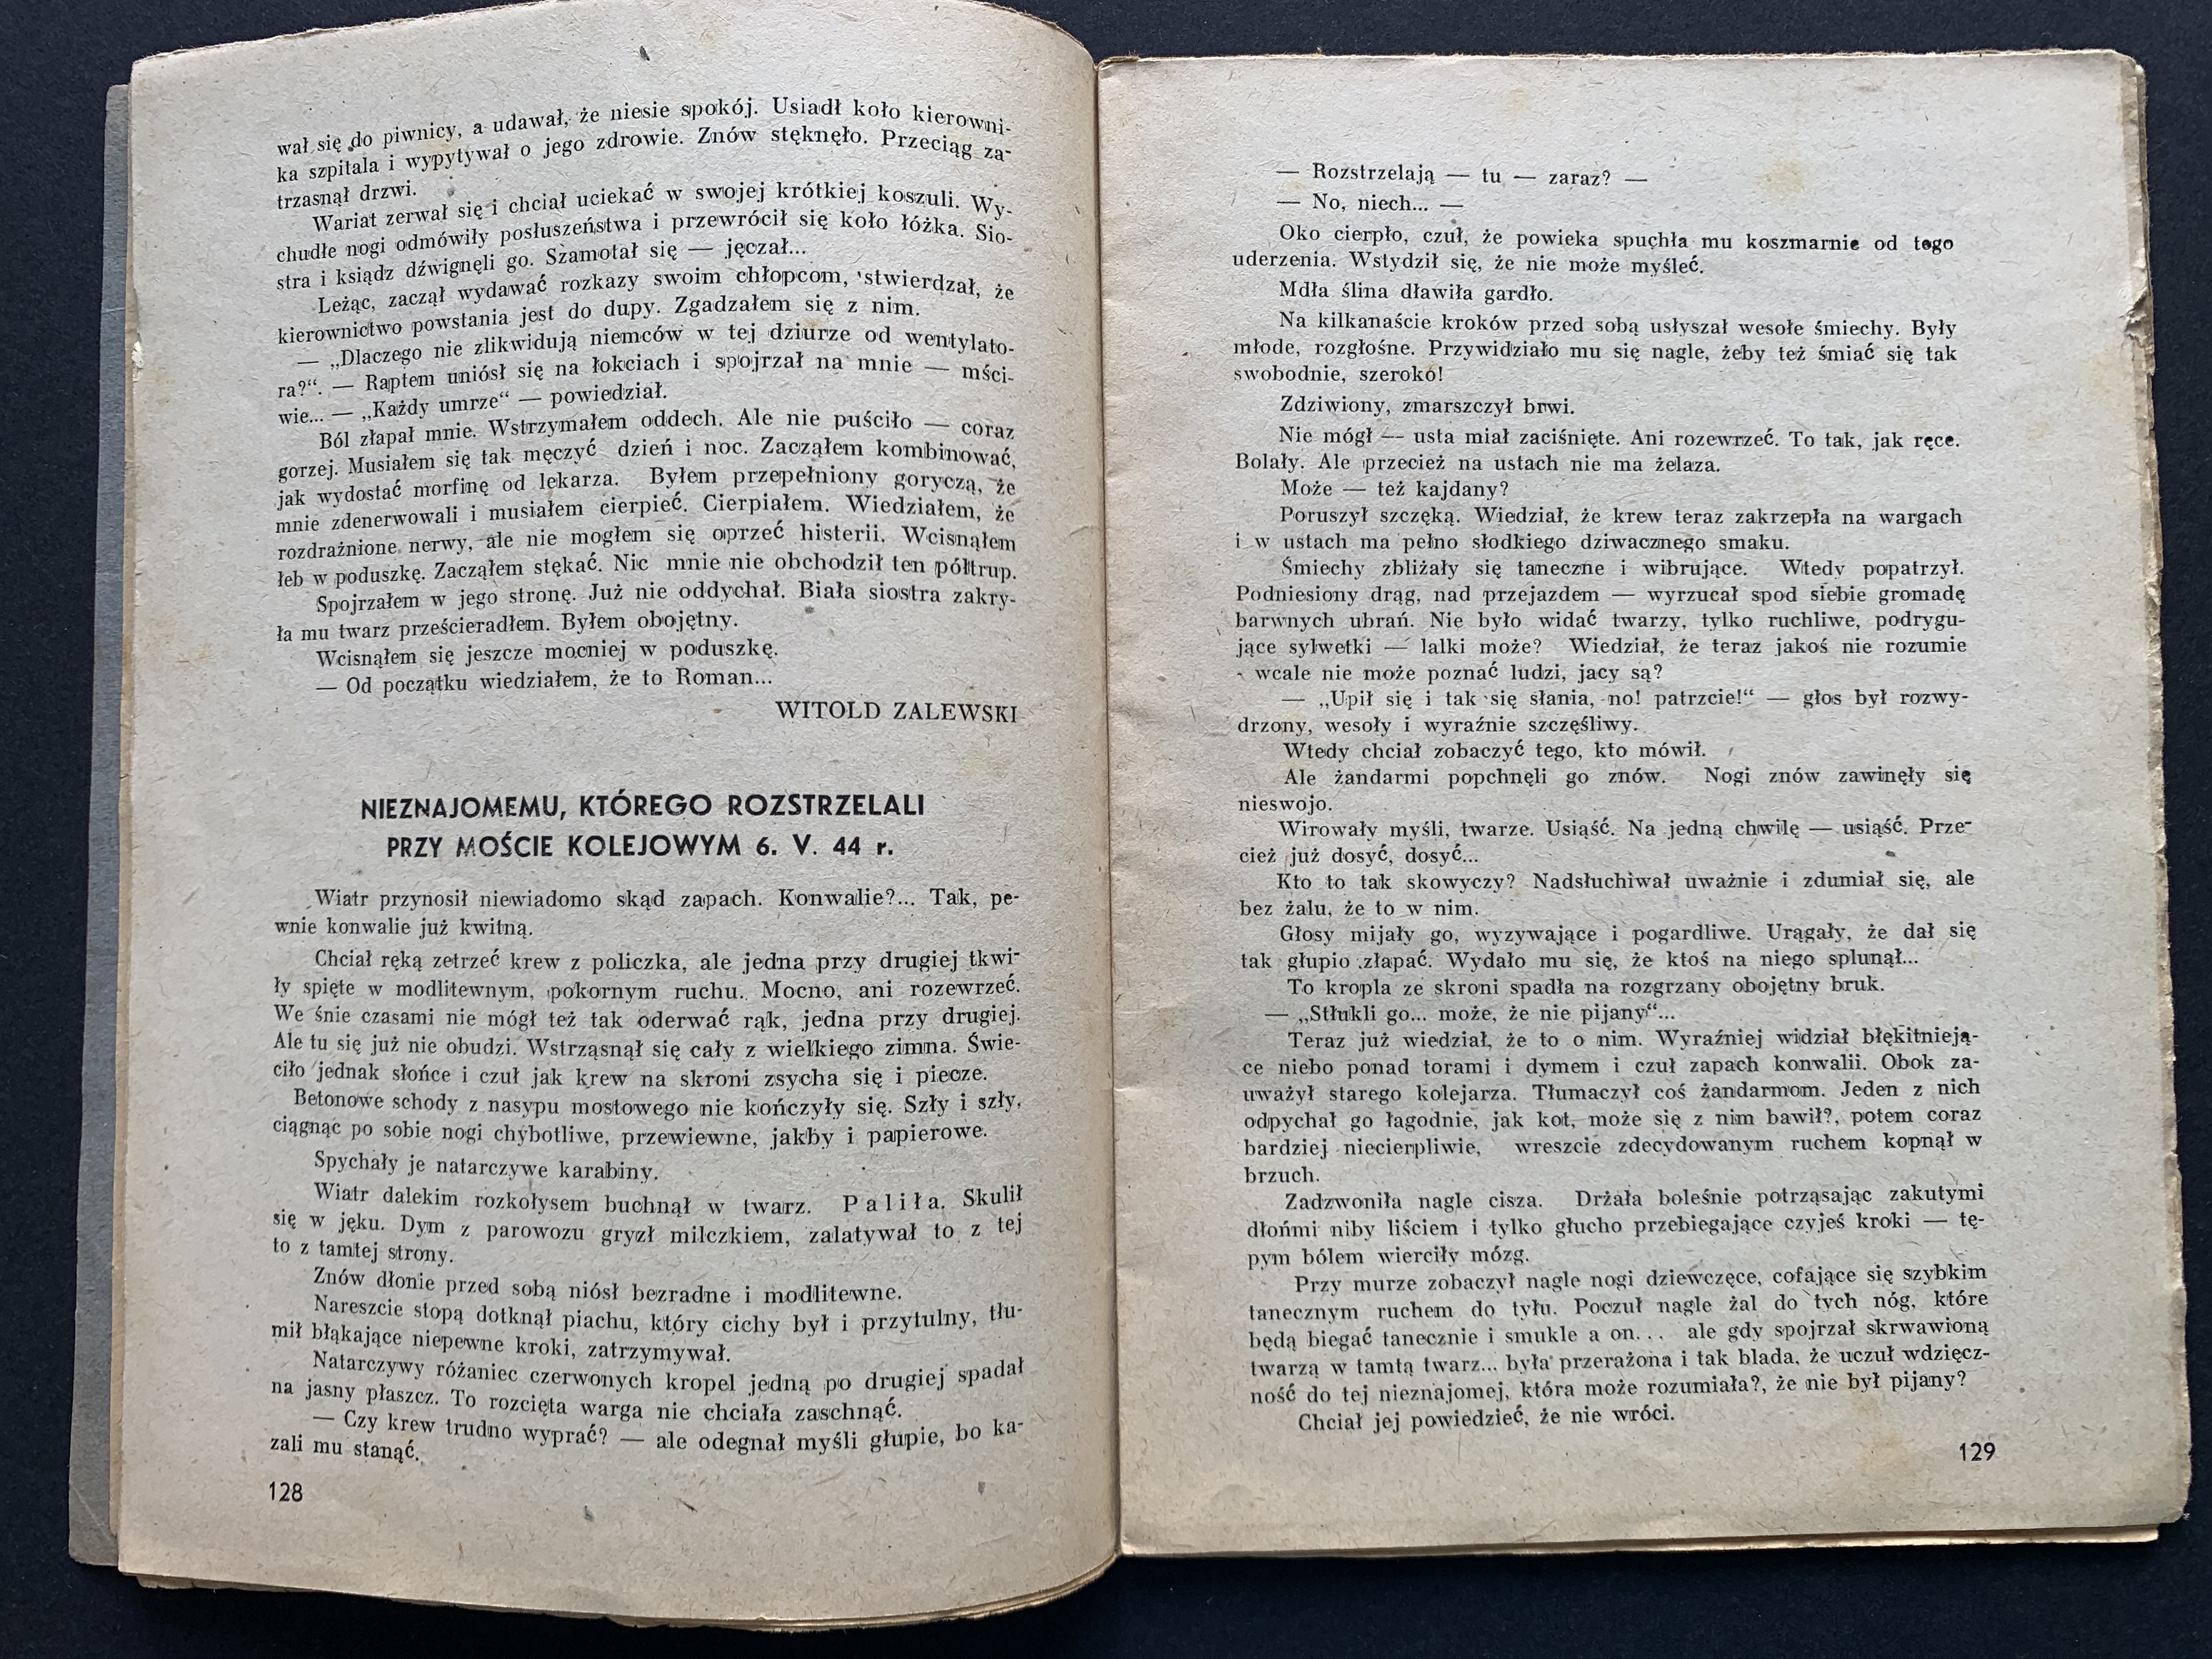 wał się do piwnicy, a udawał, że niesie spokój. Usiadł koło kierowni-
ka szpitala i wypytywał o jego zdrowie. Znów stęknęło. Przeciąg za-
trzasnął drzwi.
Wariat zerwał się i chciał uciekać w swojej krótkiej koszuli. Wy-
chudłe nogi odmówiły posłuszeństwa i przewrócił się koło łóżka. Sio-
stra i ksiądz dźwignęli go. Szamotał się — jęczał...
Leżąc, zaczął wydawać rozkazy swoim chłopcom, stwierdzał, że
kierownictwo powstania jest do dupy. Zgadzałem się z nim.
— „Dlaczego nie zlikwidują niemców w tej dziurze od wentylato-
ra?“. — Raptem uniósł się na łokciach i spojrzał na mnie — mści-
wie... — „Każdy umrze“ — powiedział.
Ból złapał mnie. Wstrzymałem oddech. Ale nie puściło — coraz
gorzej. Musiałem się tak męczyć dzień i noc. Zacząłem kombinować,
jak wydostać morfinę od lekarza. Byłem przepełniony goryczą, że
mnie zdenerwowali i musiałem cierpieć. Cierpiałem. Wiedziałem, że
rozdrażnione nerwy, ale nie mogłem się oprzeć histerii. Wcisnąłem
łeb w poduszkę. Zacząłem stękać. Nic mnie nie obchodził ten półtrup.
Spojrzałem w jego stronę. Już nie oddychał. Biała siostra zakry-
ła mu twarz prześcieradłem. Byłem obojętny.
Wcisnąłem się jeszcze mocniej w poduszkę.
— Od początku wiedziałem, że to Roman...
WITOLD ZALEWSKI
NIEZNAJOMEMU, KTÓREGO ROZSTRZELALI
PRZY MOŚCIE KOLEJOWYM 6. V. 44 r.
Wiatr przynosił niewiadomo skąd zapach. Konwalie?... Tak, pe-
wnie konwalie już kwitną.
Chciał ręką zetrzeć krew z policzka, ale jedna przy drugiej tkwi-
ły spięte w modlitewnym, pokornym ruchu. Mocno, ani rozewrzeć.
We śnie czasami nie mógł też tak oderwać rąk, jedna przy drugiej.
Ale tu się już nie obudzi. Wstrząsnął się cały z wielkiego zimna. Świe-
ciło jednak słońce i czuł jak krew na skroni zsycha się i piecze.
Betonowe schody z nasypu mostowego nie kończyły się. Szły i szły,
ciągnąc po sobie nogi chybotliwe, przewiewne, jakby i papierowe.
Spychały je natarczywe karabiny.
Wiatr dalekim rozkołysem buchnął w twarz. Paliła. Skulił
się w jęku. Dym z parowozu gryzł milczkiem, zalatywał to z tej
to z tamtej strony.
Znów dłonie przed sobą niósł bezradne i modlitewne.
Nareszcie stopą dotknął piachu, który cichy był i przytulny, tłu-
mił błąkające niepewne kroki, zatrzymywał.
Natarczywy różaniec czerwonych kropel jedną po drugiej spadał
na jasny płaszcz. To rozcięta warga nie chciała zaschnąć.
— Czy krew trudno wyprać? — ale odegnał myśli głupie, bo ka-
zali mu stanąć.
128
— Rozstrzelają — tu — zaraz? —
— No, niech... —
Oko cierpło, czuł, że powieka spuchła mu koszmarnie od tego
uderzenia. Wstydził się, że nie może myśleć.
Mdła ślina dławiła gardło.
Na kilkanaście kroków przed sobą usłyszał wesołe śmiechy. Były
młode, rozgłośne. Przywidziało mu się nagle, żeby też śmiać się tak
swobodnie, szeroko!
Zdziwiony, zmarszczył brwi.
Nie mógł — usta miał zaciśnięte. Ani rozewrzeć. To tak, jak ręce.
Bolały. Ale przecież na ustach nie ma żelaza.
Może — też kajdany?
Poruszył szczęką. Wiedział, że krew teraz zakrzepła na wargach
i w ustach ma pełno słodkiego dziwacznego smaku.
Śmiechy zbliżały się taneczne i wibrujące. Wtedy popatrzył.
Podniesiony drąg, nad przejazdem — wyrzucał spod siebie gromadę
barwnych ubrań. Nie było widać twarzy, tylko ruchliwe, podrygu-
jące sylwetki — lalki może? Wiedział, że teraz jakoś nie rozumie
- wcale nie może poznać ludzi, jacy są?
— „Upił się i tak się słania, no! patrzcie!“ — głos był rozwy-
drzony, wesoły i wyraźnie szczęśliwy.
Wtedy chciał zobaczyć tego, kto mówił.
Ale żandarmi popchnęli go znów. Nogi znów zawinęły się
nieswojo.
Wirowały myśli, twarze. Usiąść. Na jedną chwilę — usiąść. Prze-
cież już dosyć, dosyć...
Kto to tak skowyczy? Nadsłuchiwał uważnie i zdumiał się, ale
bez żalu, że to w nim.
Głosy mijały go, wyzywające i pogardliwe. Urągały, że dał się
tak głupio złapać. Wydało mu się, że ktoś na niego splunął...
To kropla ze skroni spadła na rozgrzany obojętny bruk.
— „Stłukli go... może, że nie pijany“...
Teraz już wiedział, że to o nim. Wyraźniej widział błękitnieją-
ce niebo ponad torami i dymem i czuł zapach konwalii. Obok za-
uważył starego kolejarza. Tłumaczył coś żandarmom. Jeden z nich
odpychał go łagodnie, jak kot, może się z nim bawił?, potem coraz
bardziej niecierpliwie, wreszcie zdecydowanym ruchem kopnął w
brzuch.
Zadzwoniła nagle cisza. Drżała boleśnie potrząsając zakutymi
dłońmi niby liściem i tylko głucho przebiegające czyjeś kroki — tę-
pym bólem wierciły mózg.
Przy murze zobaczył nagle nogi dziewczęce, cofające się szybkim
tanecznym ruchem do tyłu. Poczuł nagle żal do tych nóg, które
będą biegać tanecznie i smukle a on... ale gdy spojrzał skrwawioną
twarzą w tamtą twarz... była przerażona i tak blada, że uczuł wdzięcz-
ność do tej nieznajomej, która może rozumiała?, że nie był pijany?
Chciał jej powiedzieć, że nie wróci.
129